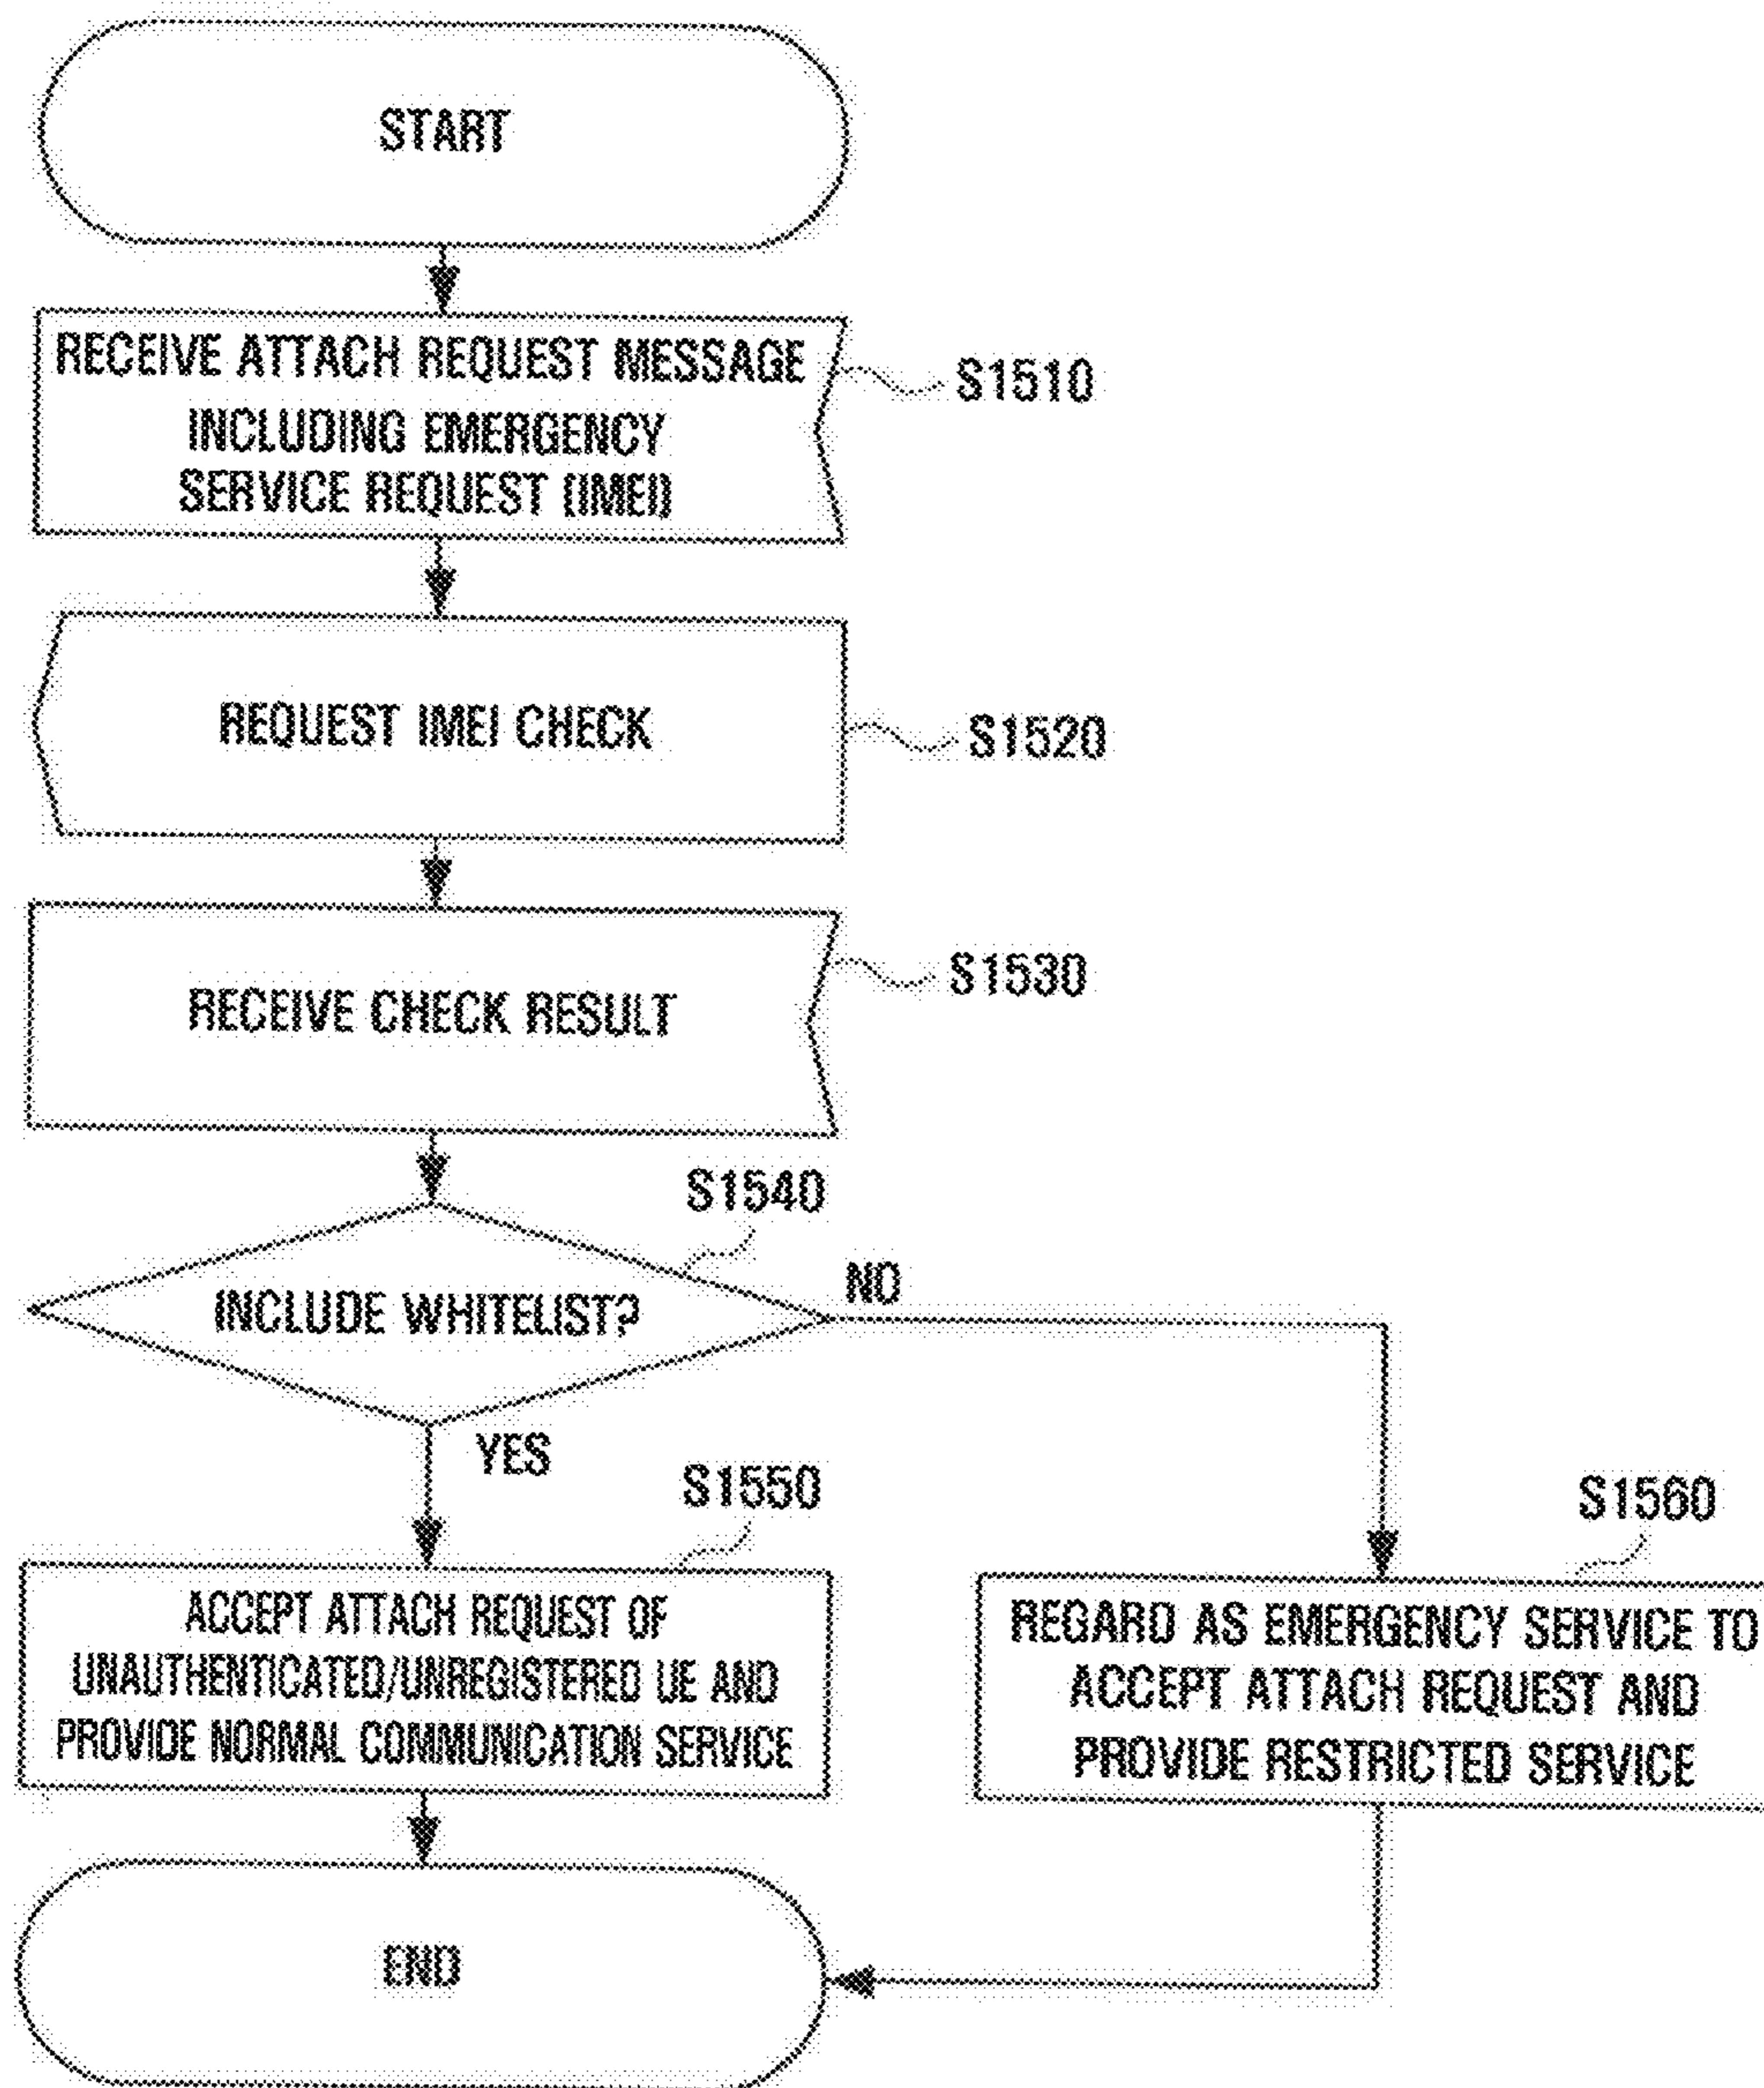 START
RECEIVE ATTACH REQUEST MESSAGE
INCLUDING EMERGENCY
SERVICE REQUEST (IMEI)
S1510
REQUEST IMEI CHECK
S1520
RECEIVE CHECK RESULT
S1530
S1540
INCLUDE WHITELIST?
NO
YES
S1550
ACCEPT ATTACH REQUEST OF
UNAUTHENTICATED/UNREGISTERED UE AND
PROVIDE NORMAL COMMUNICATION SERVICE
S1560
REGARD AS EMERGENCY SERVICE TO
ACCEPT ATTACH REQUEST AND
PROVIDE RESTRICTED SERVICE
END